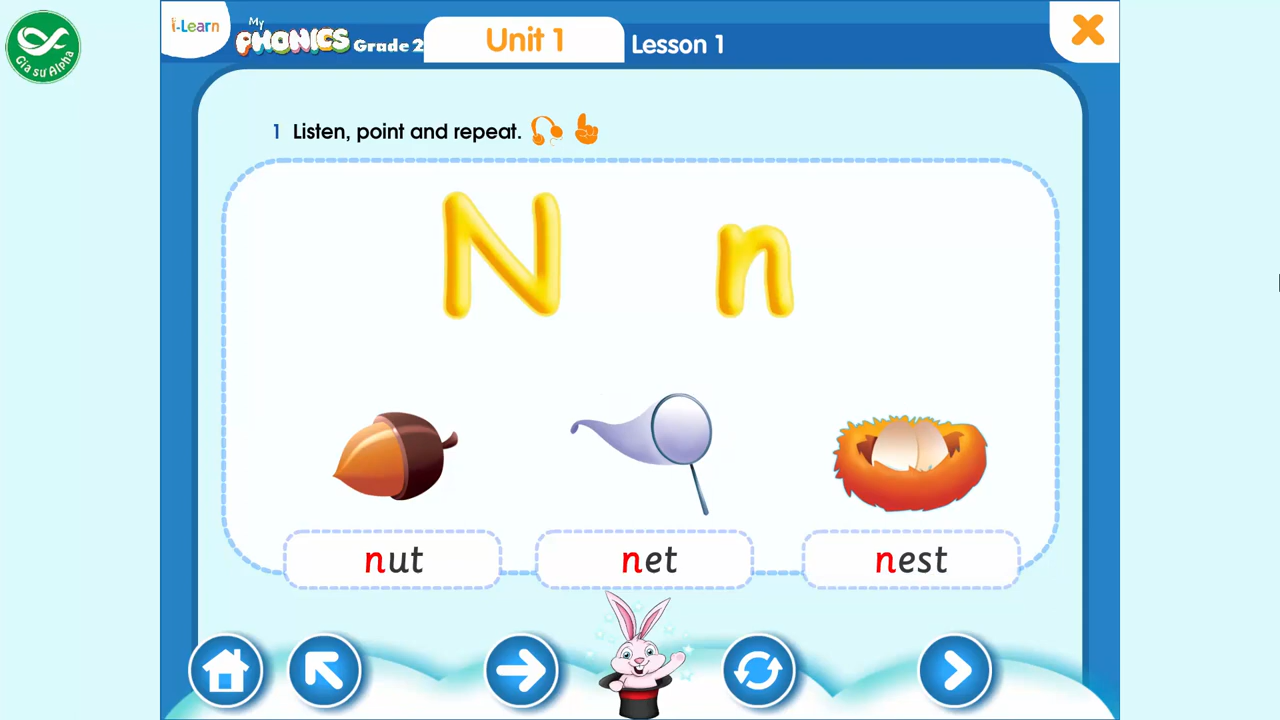 i-Learn
My
PHONICS Grade 2
Unit 1
Lesson 1
Gia sư Alpha
1 Listen, point and repeat.
N n
nut net nest